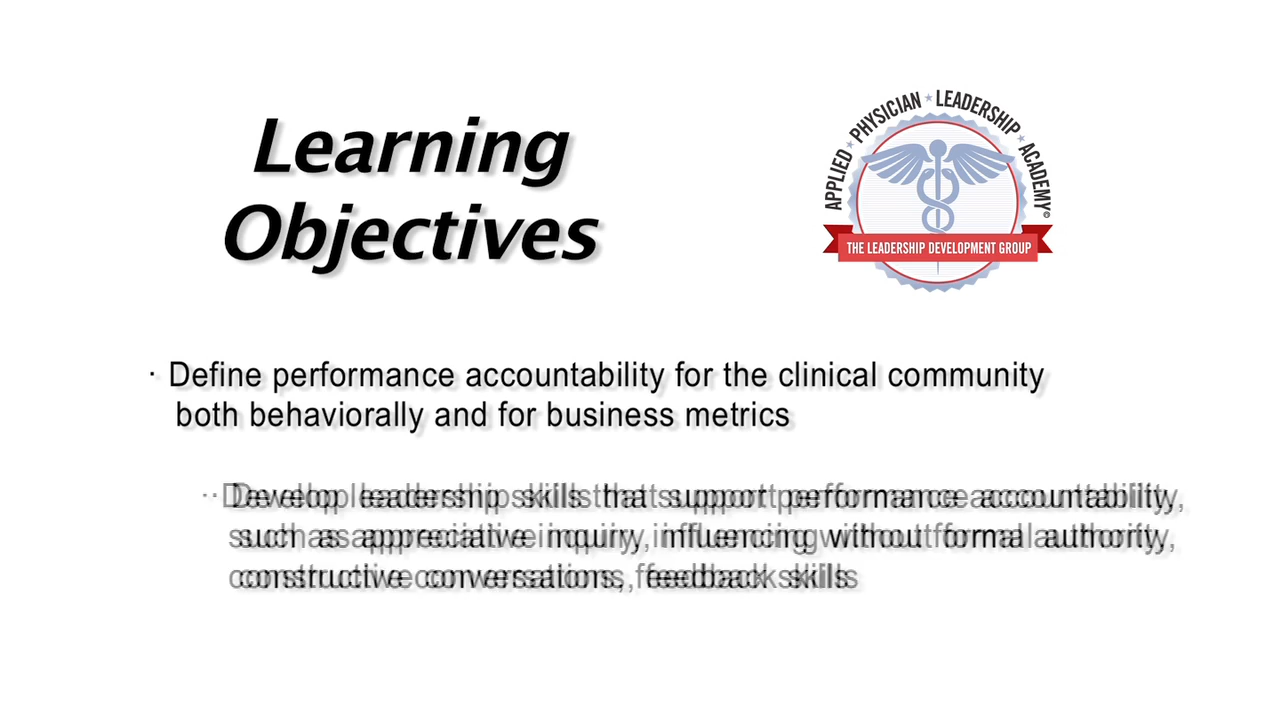 Learning
Objectives
APPLIED ★ PHYSICIAN ★ LEADERSHIP ★ ACADEMY©
THE LEADERSHIP DEVELOPMENT GROUP
· Define performance accountability for the clinical community
both behaviorally and for business metrics
· Develop leadership skills that support performance accountability,
such as appreciative inquiry, influencing without formal authority,
constructive conversations, feedback skills